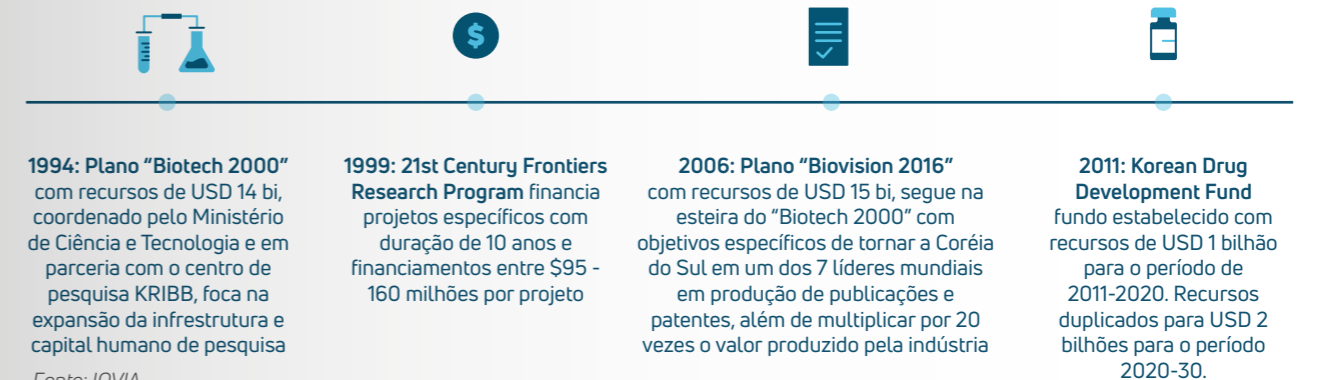 $
1994: Plano “Biotech 2000”
com recursos de USD 14 bi,
coordenado pelo Ministério
de Ciência e Tecnologia e em
parceria com o centro de
pesquisa KRIBB, foca na
expansão da infrestrutura e
capital humano de pesquisa
1999: 21st Century Frontiers
Research Program financia
projetos específicos com
duração de 10 anos e
financiamentos entre $95 -
160 milhões por projeto
2006: Plano “Biovision 2016”
com recursos de USD 15 bi, segue na
esteira do “Biotech 2000” com
objetivos específicos de tornar a Coréia
do Sul em um dos 7 líderes mundiais
em produção de publicações e
patentes, além de multiplicar por 20
vezes o valor produzido pela indústria
2011: Korean Drug
Development Fund
fundo estabelecido com
recursos de USD 1 bilhão
para o período de
2011-2020. Recursos
duplicados para USD 2
bilhões para o período
2020-30.
Fonte: IQVIA